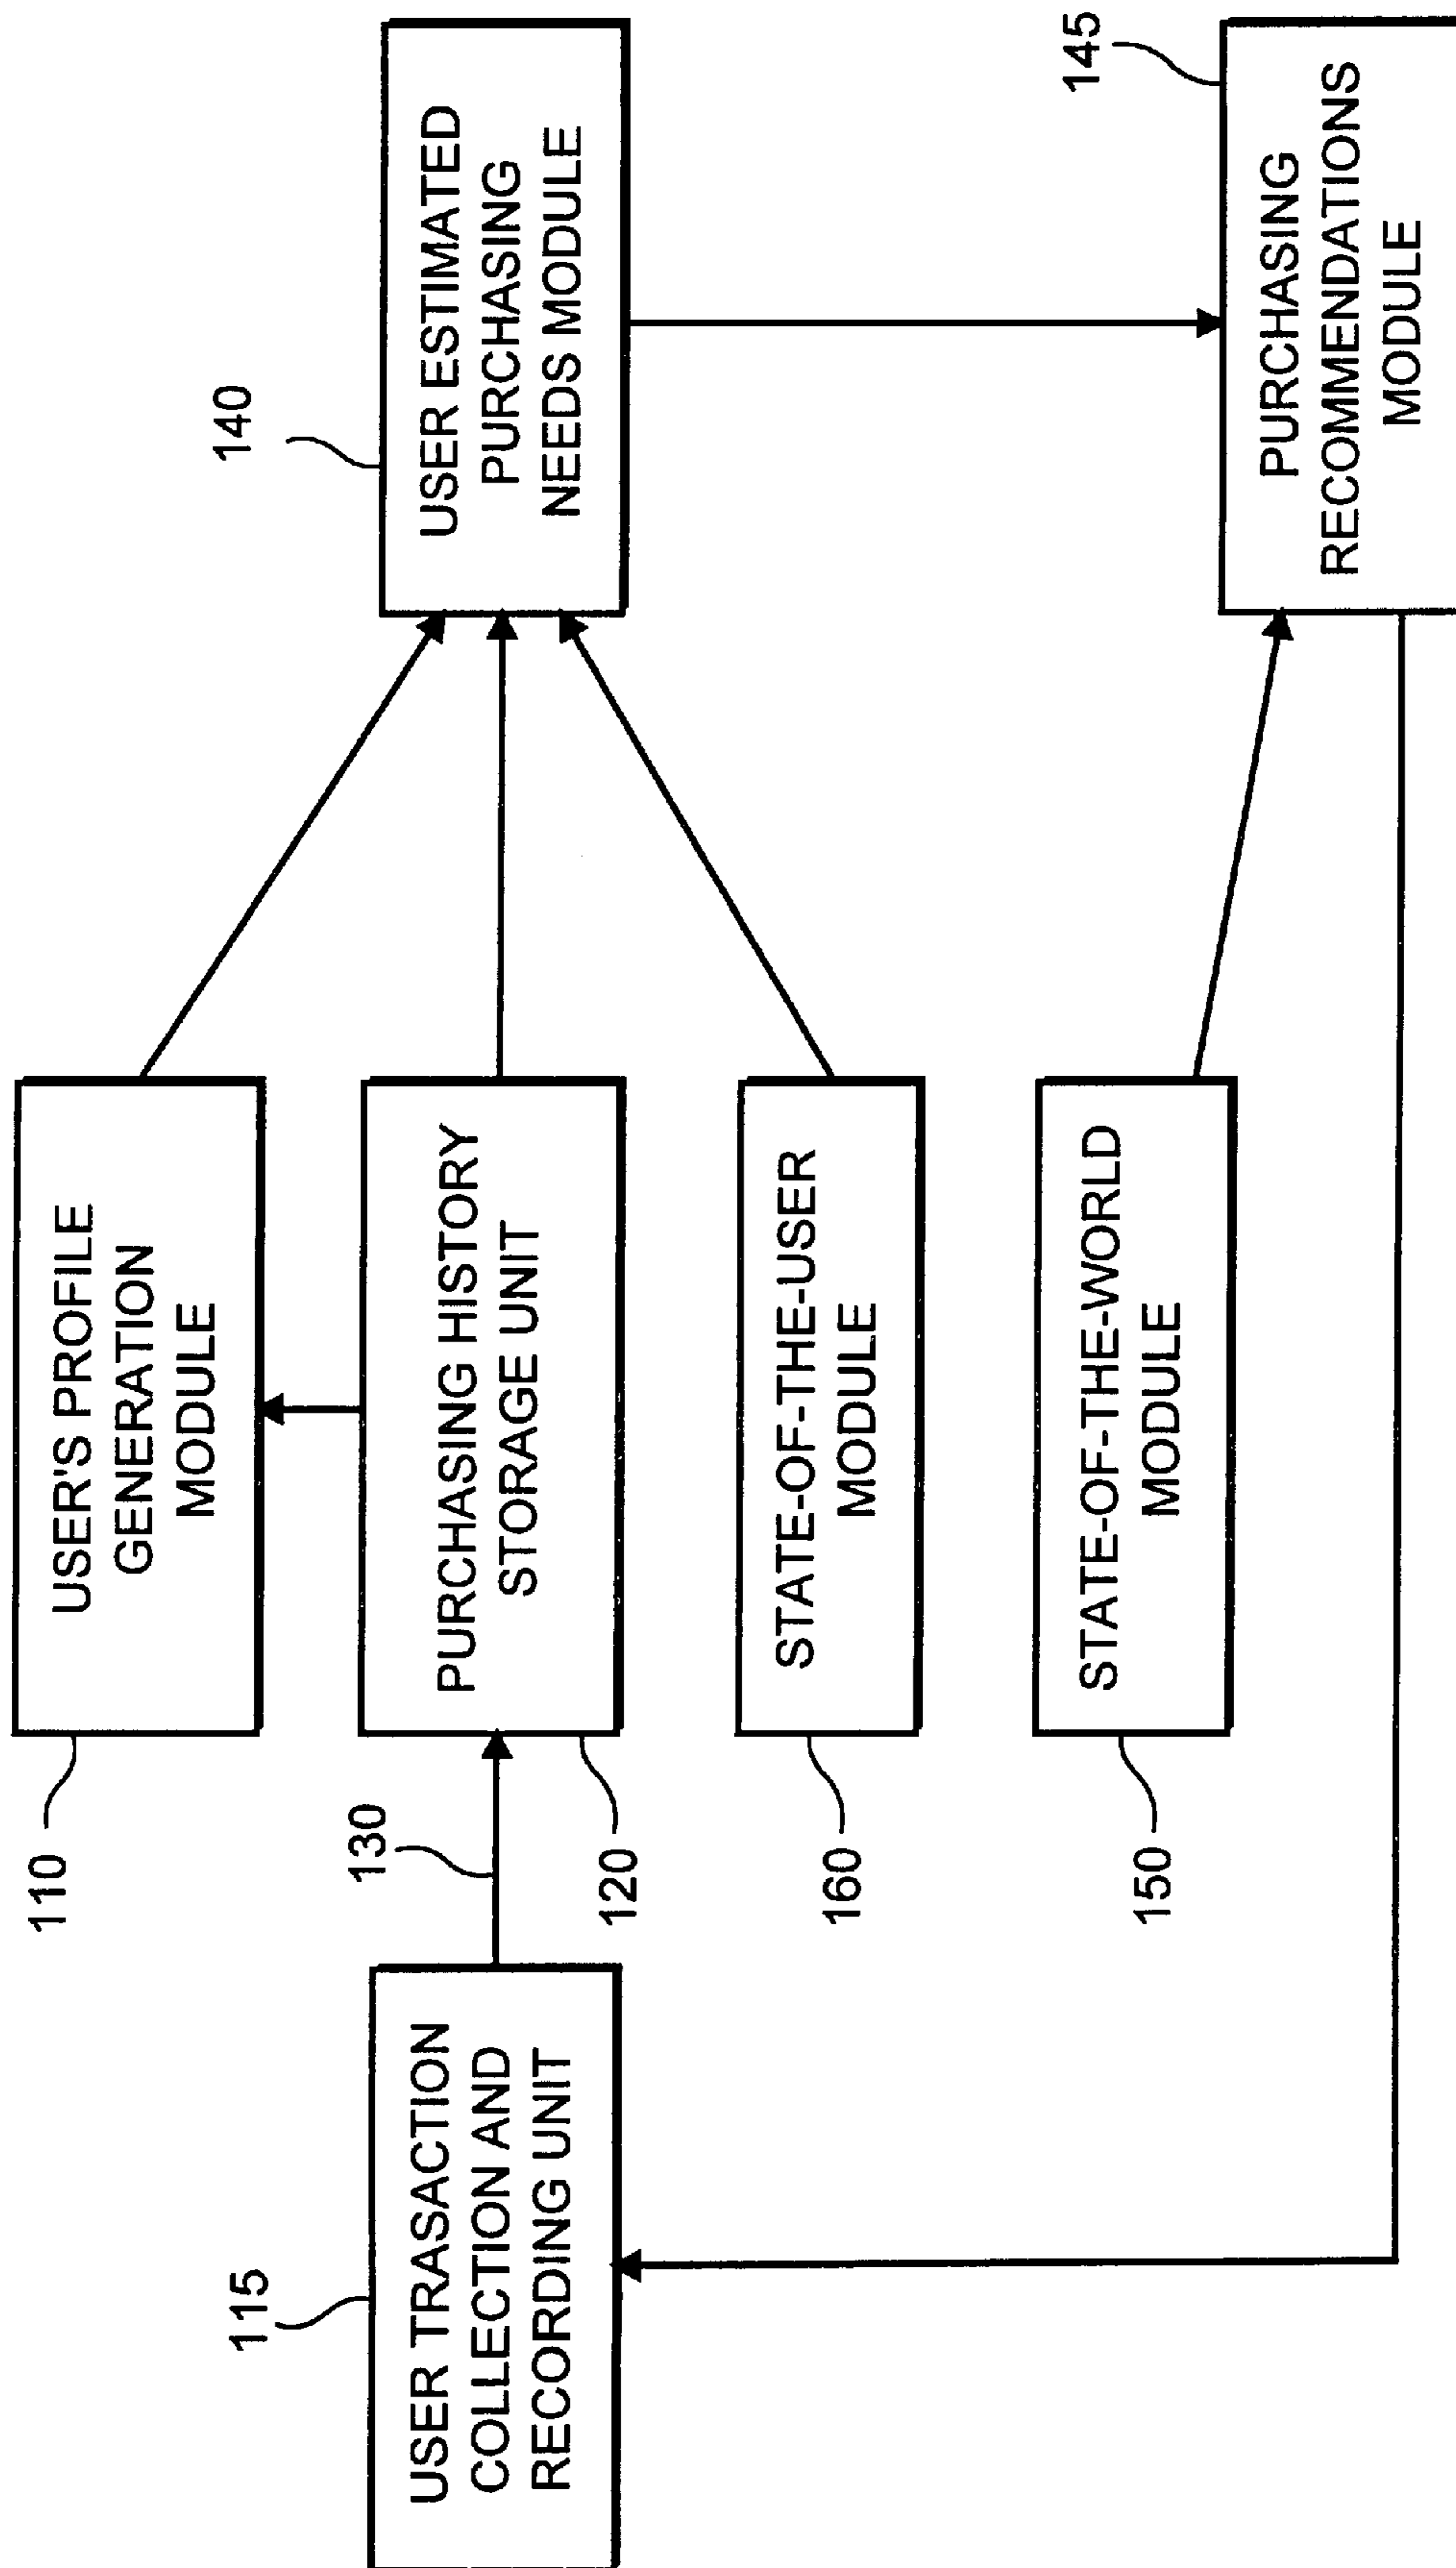 110
USER'S PROFILE
GENERATION
MODULE
115
USER TRASACTION
COLLECTION AND
RECORDING UNIT
130
PURCHASING HISTORY
STORAGE UNIT
120
140
USER ESTIMATED
PURCHASING
NEEDS MODULE
STATE-OF-THE-USER
MODULE
160
STATE-OF-THE-WORLD
MODULE
150
145
PURCHASING
RECOMMENDATIONS
MODULE